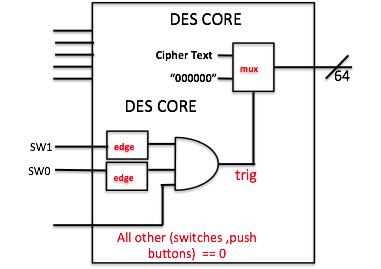 DES CORE
Cipher Text
mux
“000000”
64
DES CORE
SW1
edge
SW0
edge
trig
All other (switches ,push
buttons) == 0